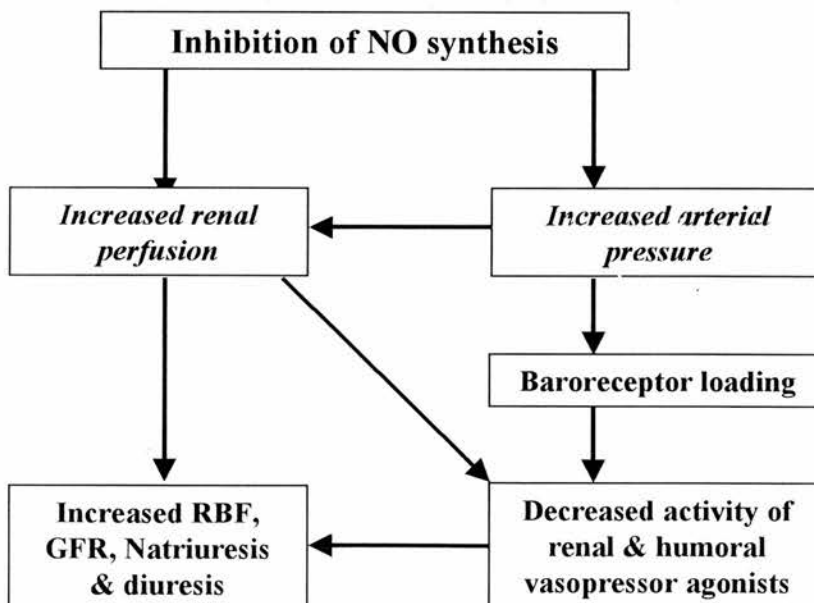 Inhibition of NO synthesis
Increased renal
perfusion
Increased arterial
pressure
Baroreceptor loading
Increased RBF,
GFR, Natriuresis
& diuresis
Decreased activity of
renal & humoral
vasopressor agonists